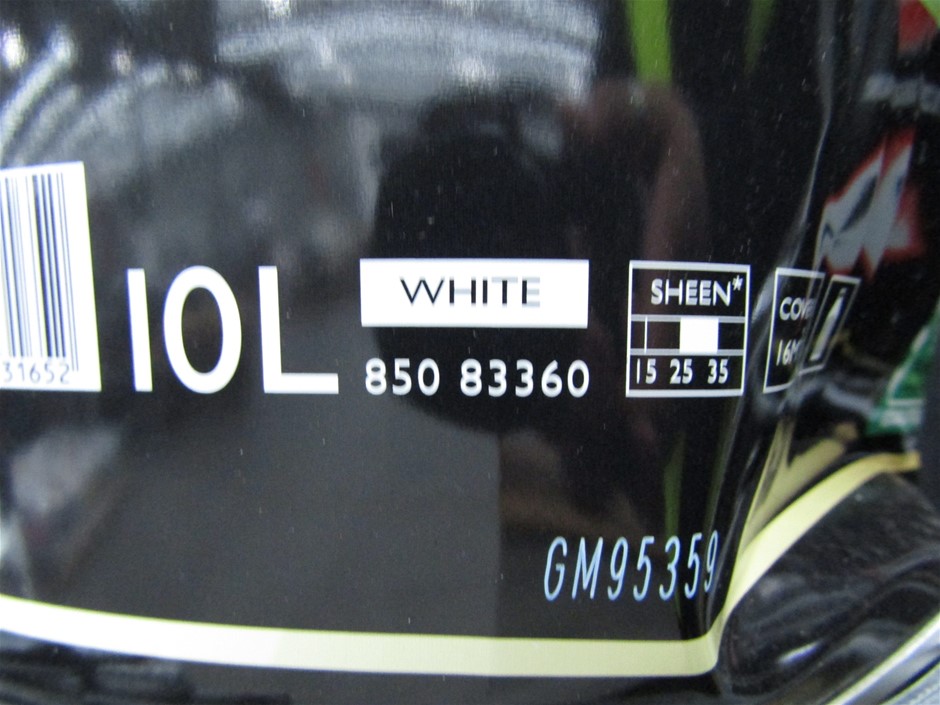 31652
10L
WHITE
850 83360
SHEEN*
15 25 35
GM95359